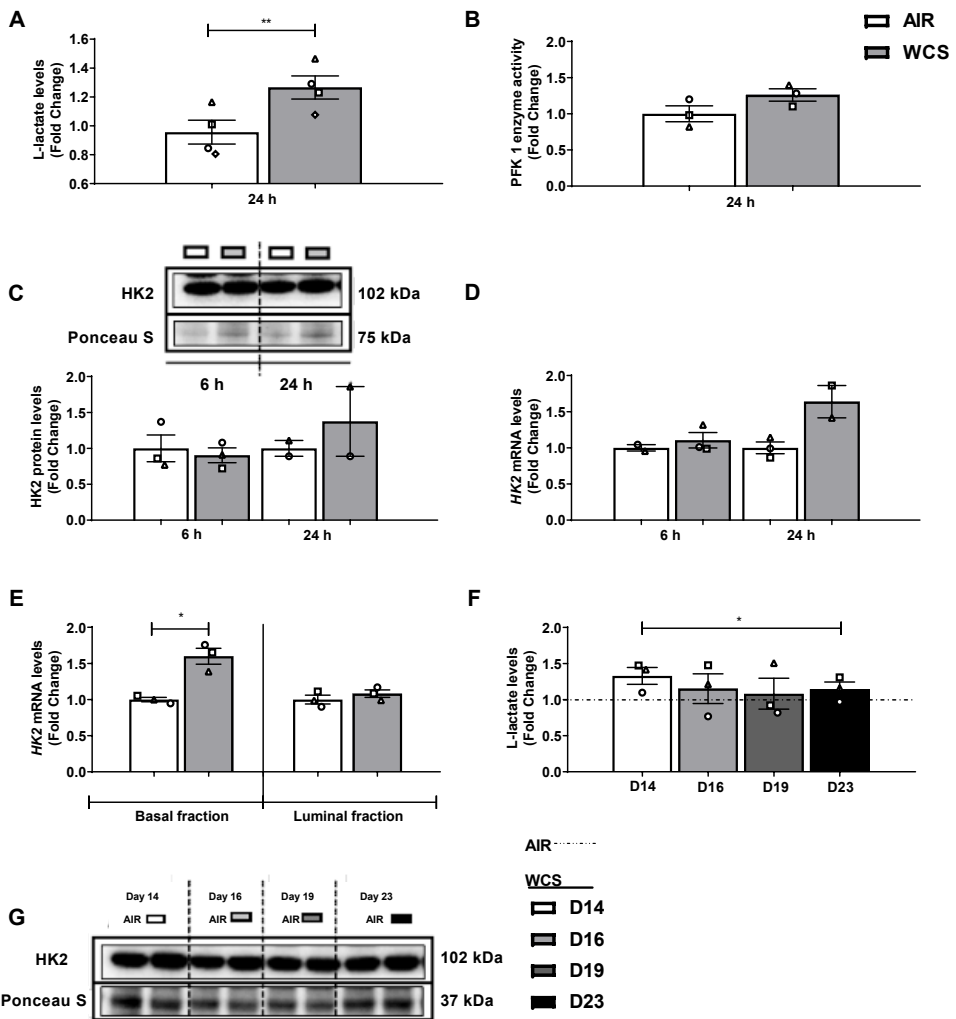 A
**
L-lactate levels
(Fold Change)
1.6
1.4
1.2
1.0
0.8
0.6
24 h
B
PFK 1 enzyme activity
(Fold Change)
2.0
1.5
1.0
0.5
0.0
24 h
AIR
WCS
C
HK2
102 kDa
Ponceau S
75 kDa
6 h
24 h
HK2 protein levels
(Fold Change)
2.0
1.5
1.0
0.5
0.0
6 h
24 h
D
HK2 mRNA levels
(Fold Change)
2.0
1.5
1.0
0.5
0.0
6 h
24 h
E
*
HK2 mRNA levels
(Fold Change)
2.0
1.5
1.0
0.5
0.0
Basal fraction
Luminal fraction
F
*
L-lactate levels
(Fold Change)
2.0
1.5
1.0
0.5
0.0
D14
D16
D19
D23
AIR
WCS
D14
D16
D19
D23
G
Day 14
Day 16
Day 19
Day 23
AIR
AIR
AIR
AIR
HK2
102 kDa
Ponceau S
37 kDa